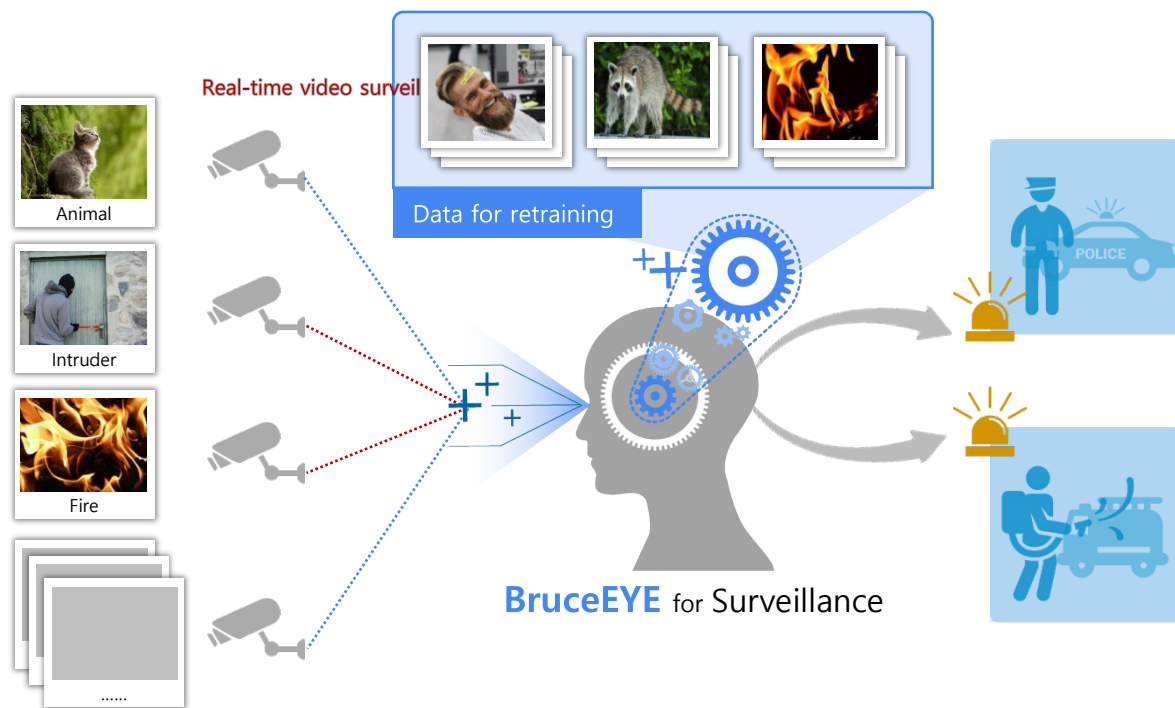 Real-time video surveil
Data for retraining
Animal
Intruder
Fire
......
POLICE
BruceEYE for Surveillance